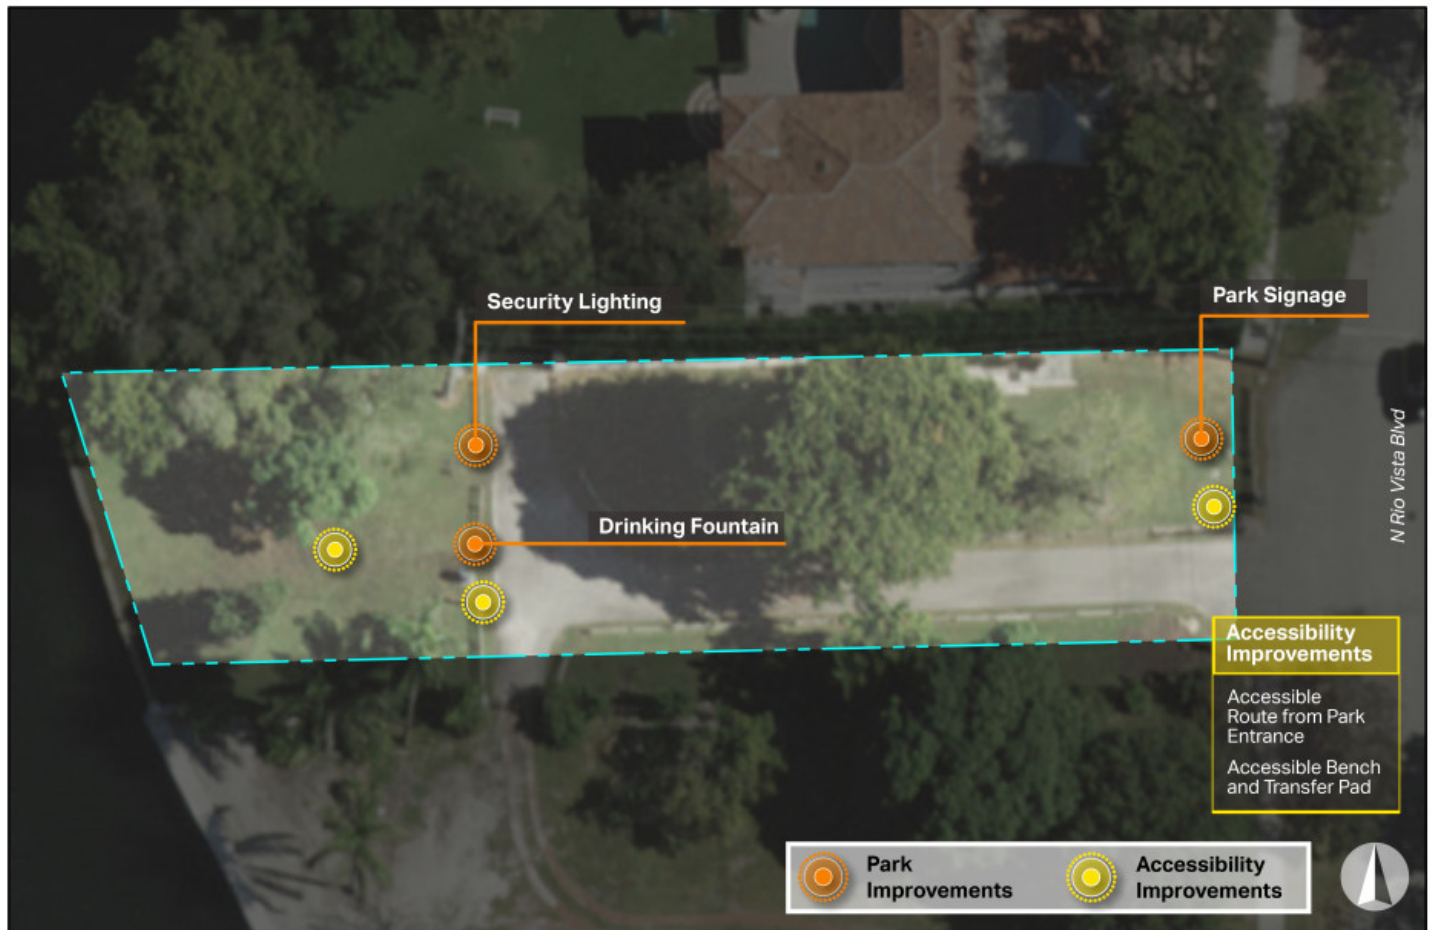 Security Lighting
Park Signage
Drinking Fountain
N Rio Vista Blvd
Accessibility
Improvements
Accessible
Route from Park
Entrance
Accessible Bench
and Transfer Pad
Park
Improvements
Accessibility
Improvements